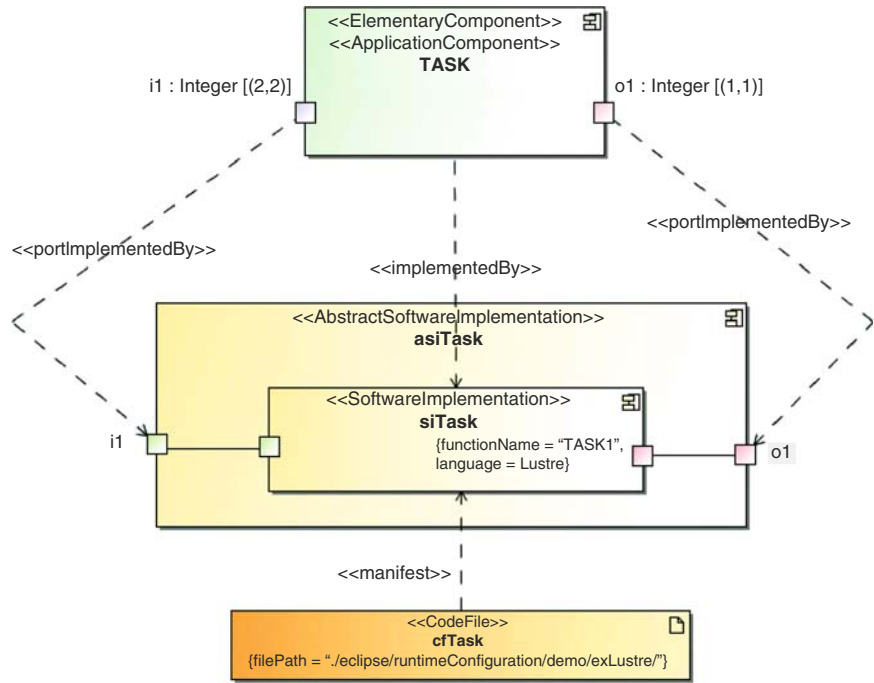 <<ElementaryComponent>>
<<ApplicationComponent>>
TASK
i1 : Integer [(2,2)]
o1 : Integer [(1,1)]
<<portImplementedBy>>
<<portImplementedBy>>
<<implementedBy>>
<<AbstractSoftwareImplementation>>
asiTask
<<SoftwareImplementation>>
siTask
{functionName = “TASK1”,
language = Lustre}
i1
o1
<<manifest>>
<<CodeFile>>
cfTask
{filePath = “./eclipse/runtimeConfiguration/demo/exLustre/”}